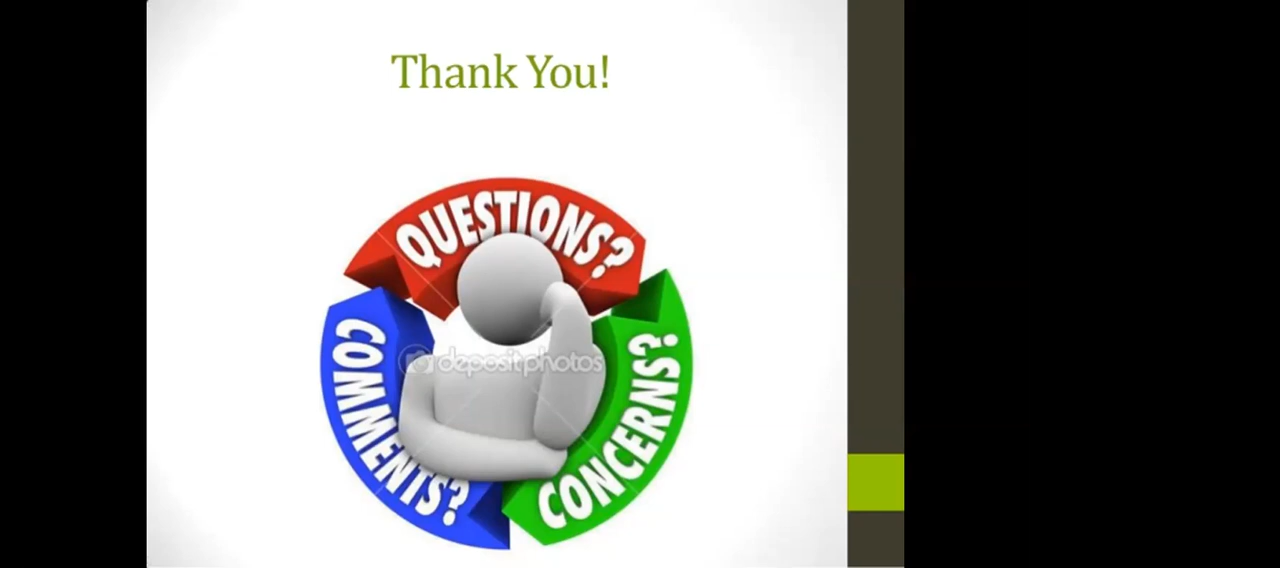 Thank You!
QUESTIONS?
COMMENTS?
CONCERNS?
depositphotos